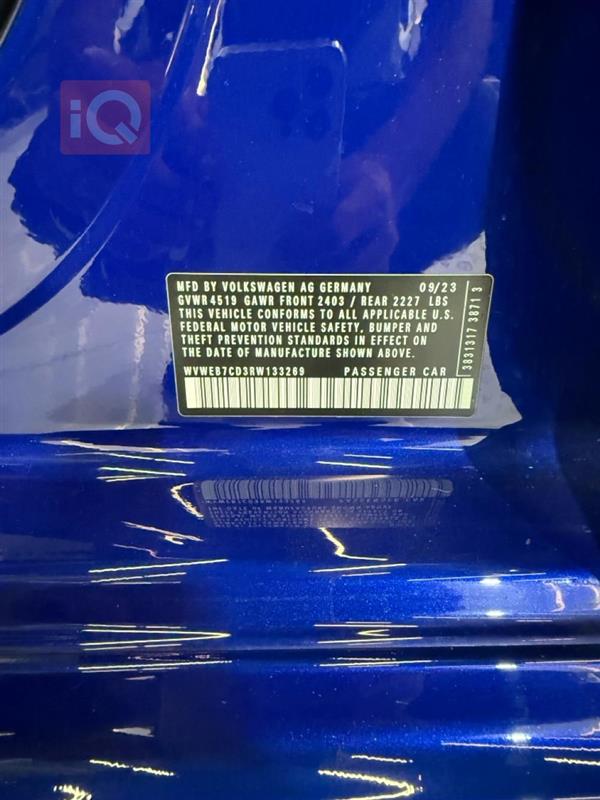 iQ
MFD BY VOLKSWAGEN AG GERMANY 09/23
GVWR 4519 GAWR FRONT 2403 / REAR 2227 LBS
THIS VEHICLE CONFORMS TO ALL APPLICABLE U.S.
FEDERAL MOTOR VEHICLE SAFETY, BUMPER AND
THEFT PREVENTION STANDARDS IN EFFECT ON
THE DATE OF MANUFACTURE SHOWN ABOVE.
WVWEB7CD3RW133269 PASSENGER CAR
3831317 3871 3